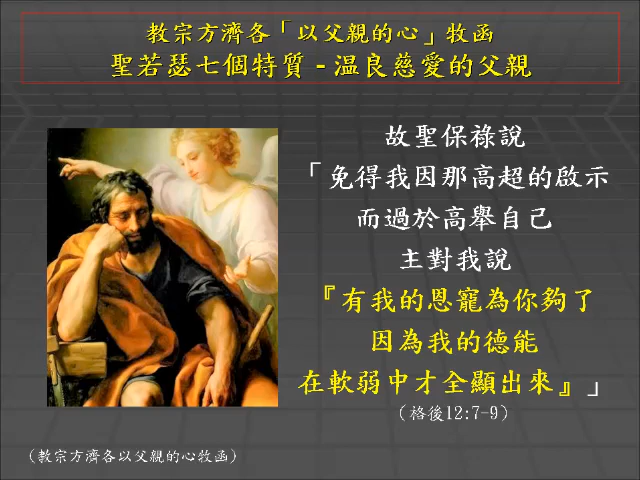 教宗方濟各「以父親的心」牧函
聖若瑟七個特質 - 温良慈愛的父親
故聖保祿說
「免得我因那高超的啟示
而過於高舉自己
主對我說
『有我的恩寵為你夠了
因為我的德能
在軟弱中才全顯出來』」
（格後12:7-9）
（教宗方濟各以父親的心牧函）